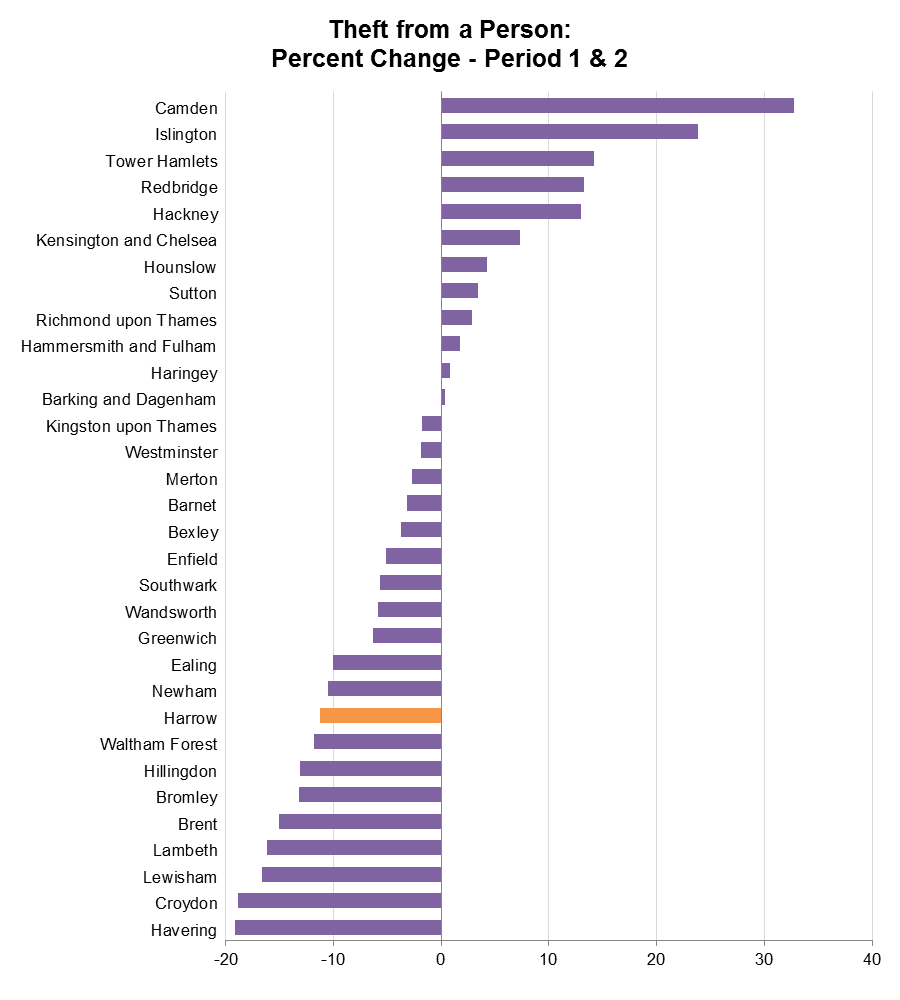 Theft from a Person:
Percent Change - Period 1 & 2
Camden
Islington
Tower Hamlets
Redbridge
Hackney
Kensington and Chelsea
Hounslow
Sutton
Richmond upon Thames
Hammersmith and Fulham
Haringey
Barking and Dagenham
Kingston upon Thames
Westminster
Merton
Barnet
Bexley
Enfield
Southwark
Wandsworth
Greenwich
Ealing
Newham
Harrow
Waltham Forest
Hillingdon
Bromley
Brent
Lambeth
Lewisham
Croydon
Havering
-20 -10 0 10 20 30 40